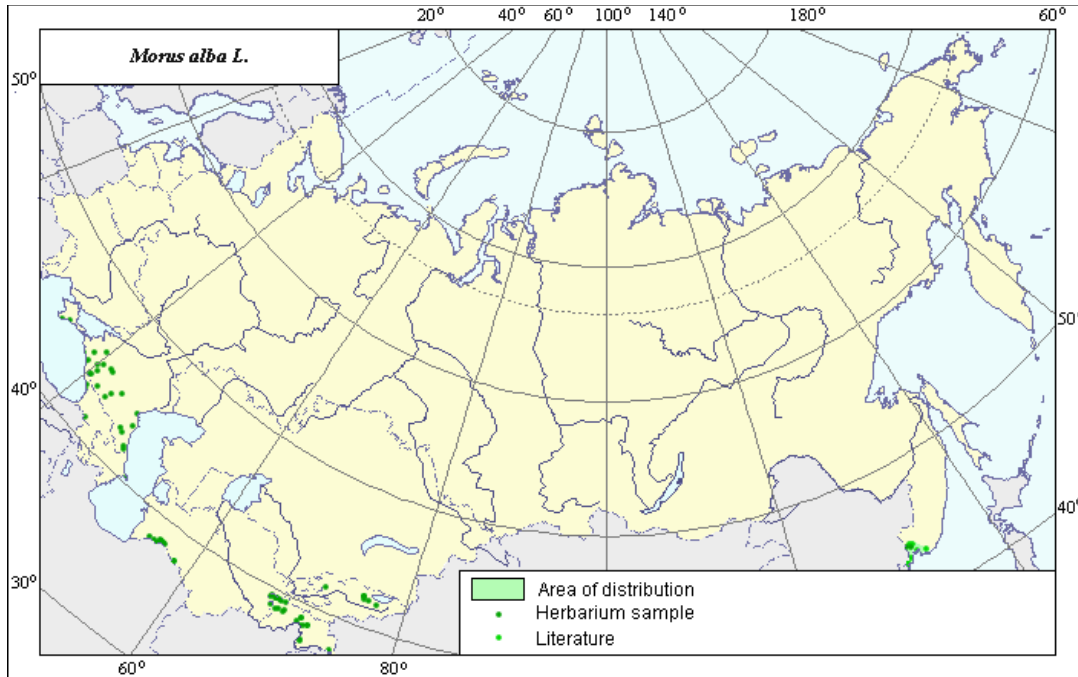 20° 40° 60° 100° 140° 180° 60°
Morus alba L.
50°
40°
30°
50°
40°
Area of distribution
Herbarium sample
Literature
60° 80°